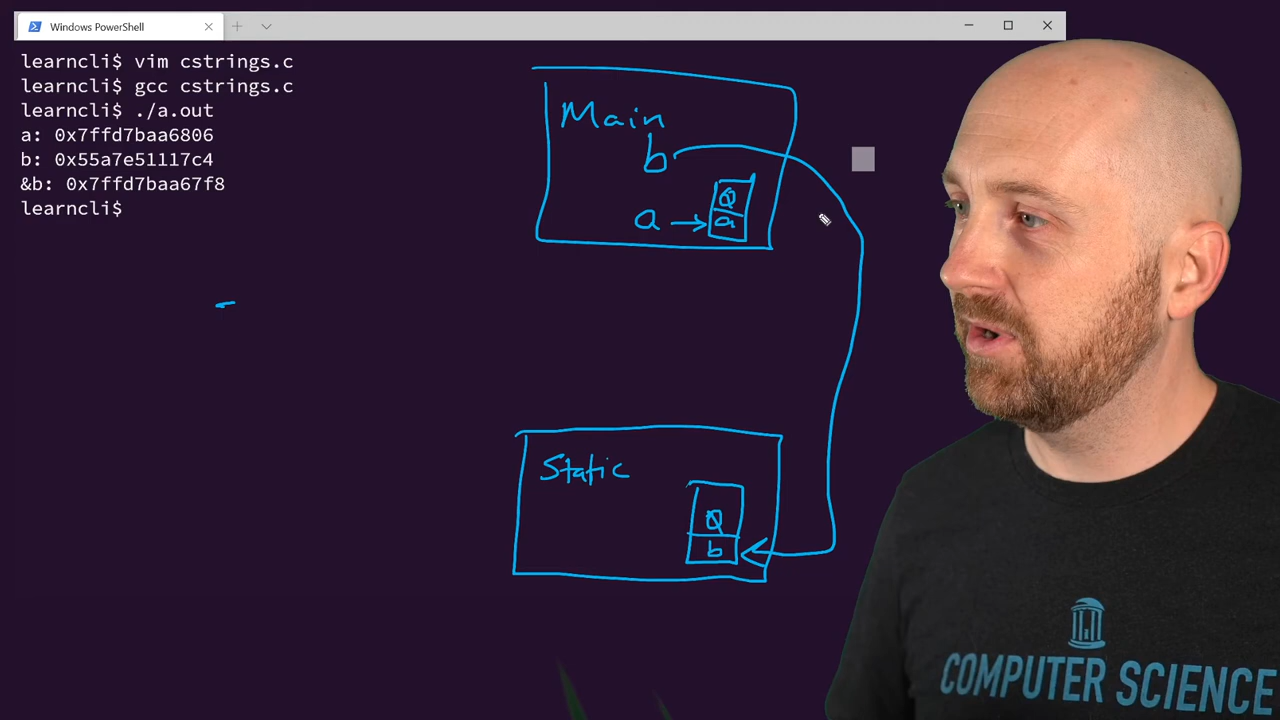 Windows PowerShell
learncli$ vim cstrings.c
learncli$ gcc cstrings.c
learncli$ ./a.out
a: 0x7ffd7baa6806
b: 0x55a7e51117c4
&b: 0x7ffd7baa67f8
learncli$
Main
b
a
a
Static
b
COMPUTER SCIENCE